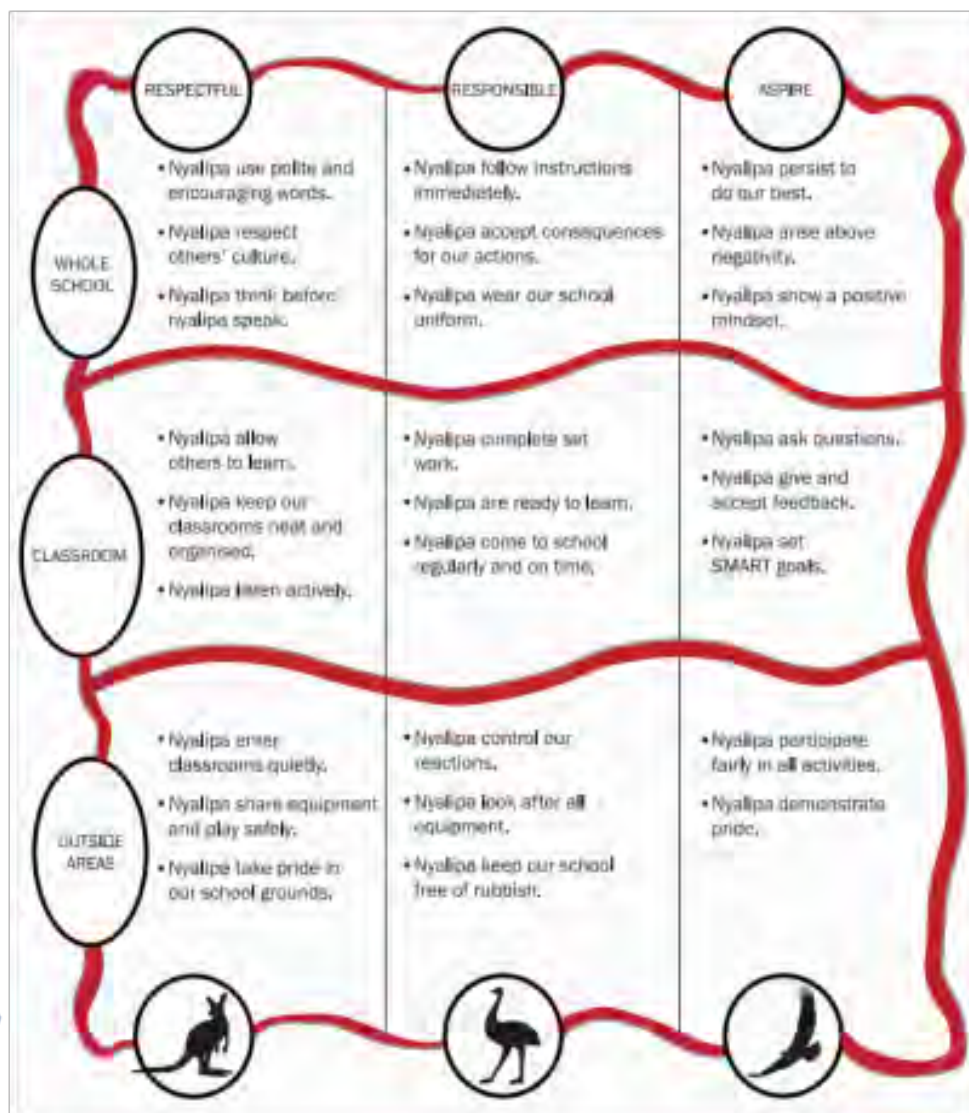 RESPECTFUL
RESPONSIBLE
ASPIRE
WHOLE
SCHOOL
• Nyalipa use polite and
encouraging words.
• Nyalipa respect
others' culture.
• Nyalipa think before
nyalipa speak.
• Nyalipa follow instructions
immediately.
• Nyalipa accept consequences
for our actions.
• Nyalipa wear our school
uniform.
• Nyalipa persist to
do our best.
• Nyalipa arise above
negativity.
• Nyalipa show a positive
mindset.
CLASSROOM
• Nyalipa allow
others to learn.
• Nyalipa keep our
classrooms neat and
organised.
• Nyalipa listen actively.
• Nyalipa complete set
work.
• Nyalipa are ready to learn.
• Nyalipa come to school
regularly and on time.
• Nyalipa ask questions.
• Nyalipa give and
accept feedback.
• Nyalipa set
SMART goals.
OUTSIDE
AREAS
• Nyalipa enter
classrooms quietly.
• Nyalipa share equipment
and play safely.
• Nyalipa take pride in
our school grounds.
• Nyalipa control our
reactions.
• Nyalipa look after all
equipment.
• Nyalipa keep our school
free of rubbish.
• Nyalipa participate
fairly in all activities.
• Nyalipa demonstrate
pride.